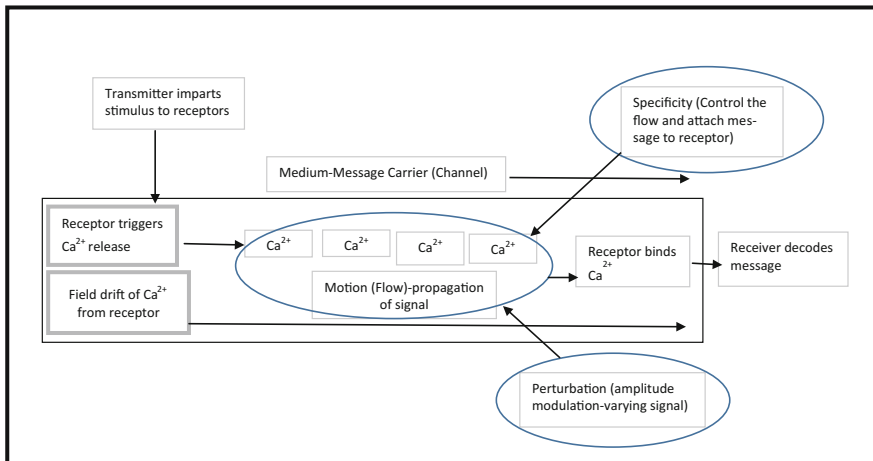 Transmitter imparts
stimulus to receptors
Specificity (Control the
flow and attach mes-
sage to receptor)
Medium-Message Carrier (Channel)
Receptor triggers
Ca²⁺ release
Ca²⁺
Ca²⁺
Ca²⁺
Ca²⁺
Receptor binds
Ca²⁺
Receiver decodes
message
Motion (Flow)-propagation
of signal
Field drift of Ca²⁺
from receptor
Perturbation (amplitude
modulation-varying signal)